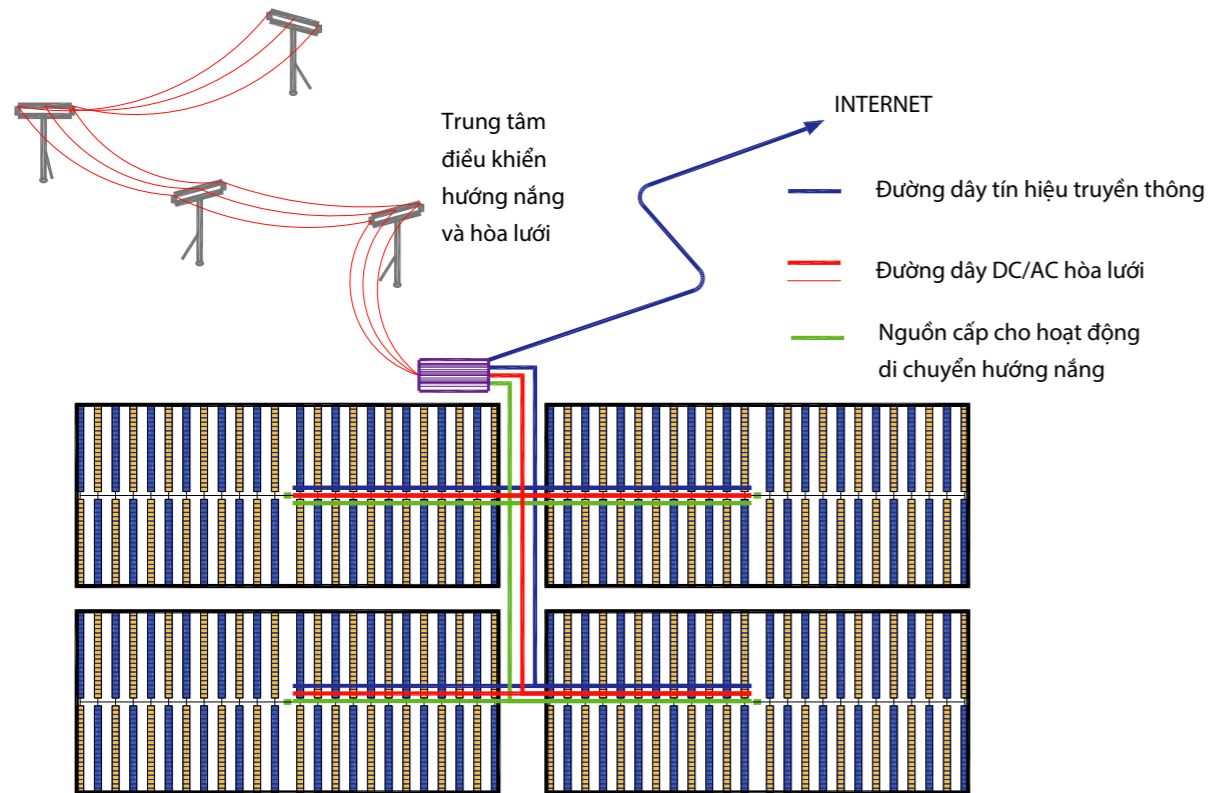 Trung tâm
điều khiển
hướng nắng
và hòa lưới
INTERNET
Đường dây tín hiệu truyền thông
Đường dây DC/AC hòa lưới
Nguồn cấp cho hoạt động
di chuyển hướng nắng